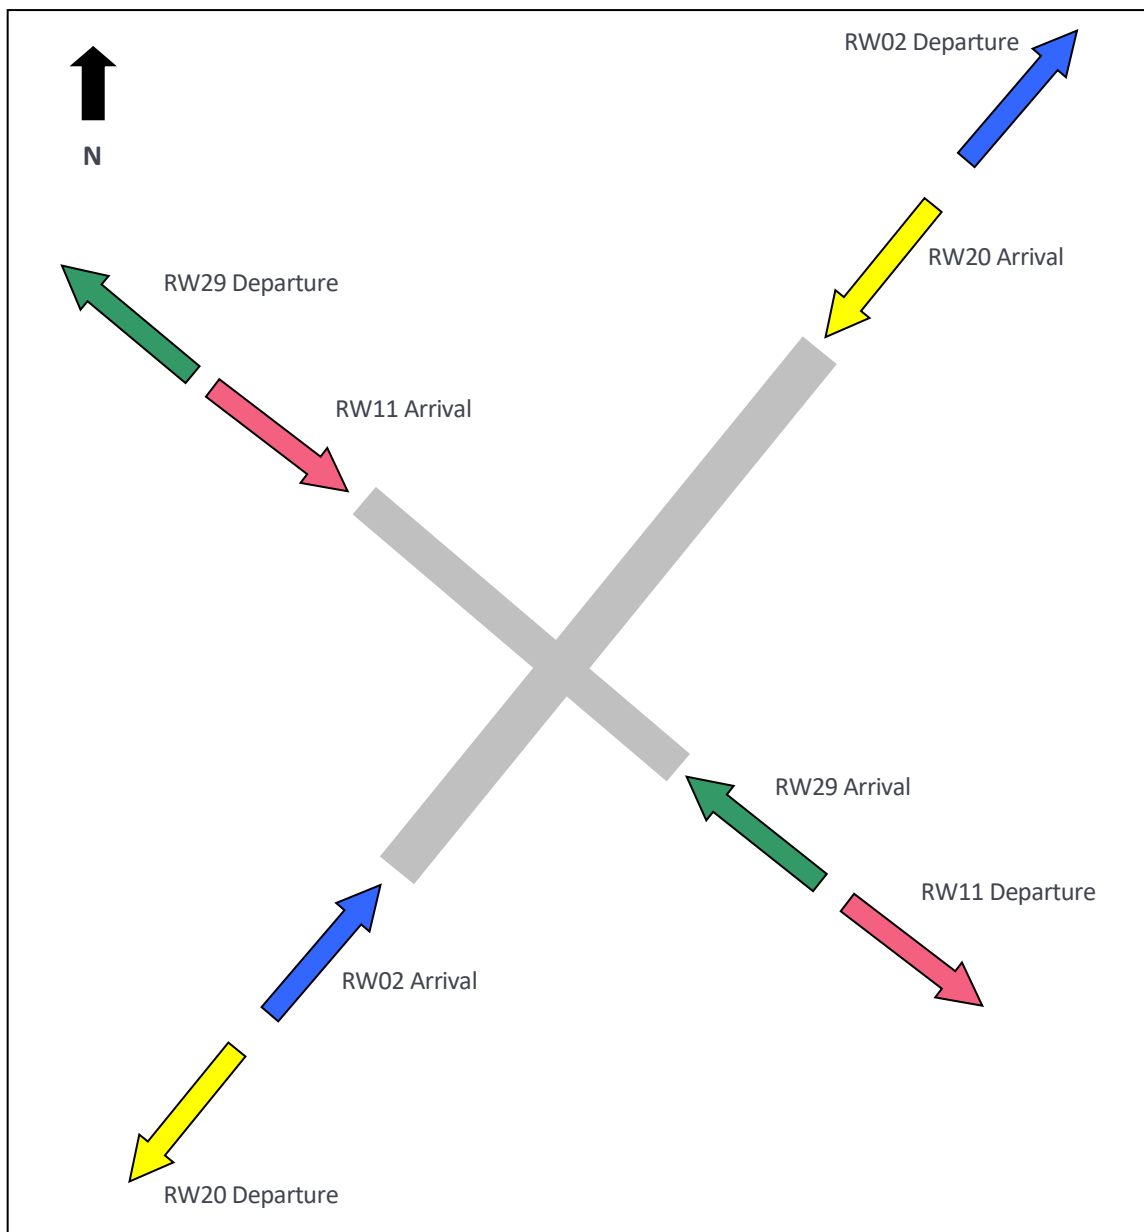 RW02 Departure
N
RW20 Arrival
RW29 Departure
RW11 Arrival
RW29 Arrival
RW11 Departure
RW02 Arrival
RW20 Departure